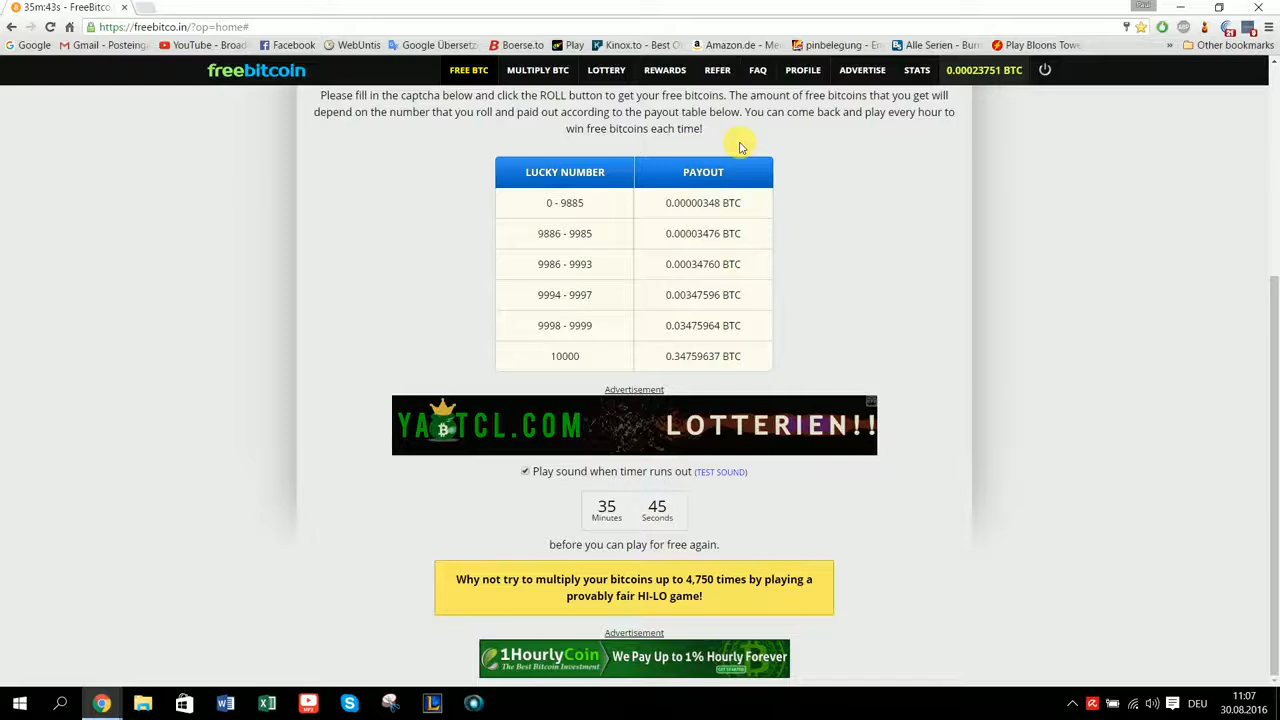 35m:43s - FreeBitco.in
Paul
https://freebitco.in/?op=home#
Google Gmail - Posteing YouTube - Broad Facebook WebUntis Google Übersetz Boerse.to Play Kinox.to - Best O Amazon.de - Me pinbelegung - En Alle Serien - Bur Play Bloons Towe » Other bookmarks
freebitcoin FREE BTC MULTIPLY BTC LOTTERY REWARDS REFER FAQ PROFILE ADVERTISE STATS 0.00023751 BTC
Please fill in the captcha below and click the ROLL button to get your free bitcoins. The amount of free bitcoins that you get will
depend on the number that you roll and paid out according to the payout table below. You can come back and play every hour to
win free bitcoins each time!
LUCKY NUMBER PAYOUT
0 - 9885 0.00000348 BTC
9886 - 9985 0.00003476 BTC
9986 - 9993 0.00034760 BTC
9994 - 9997 0.00347596 BTC
9998 - 9999 0.03475964 BTC
10000 0.34759637 BTC
Advertisement
LOTTERIEN!!
Play sound when timer runs out (TEST SOUND)
35 45
Minutes Seconds
before you can play for free again.
Why not try to multiply your bitcoins up to 4,750 times by playing a
provably fair HI-LO game!
Advertisement
1HourlyCoin We Pay Up to 1% Hourly Forever
The Best Bitcoin Investment
DEU
11:07
30.08.2016